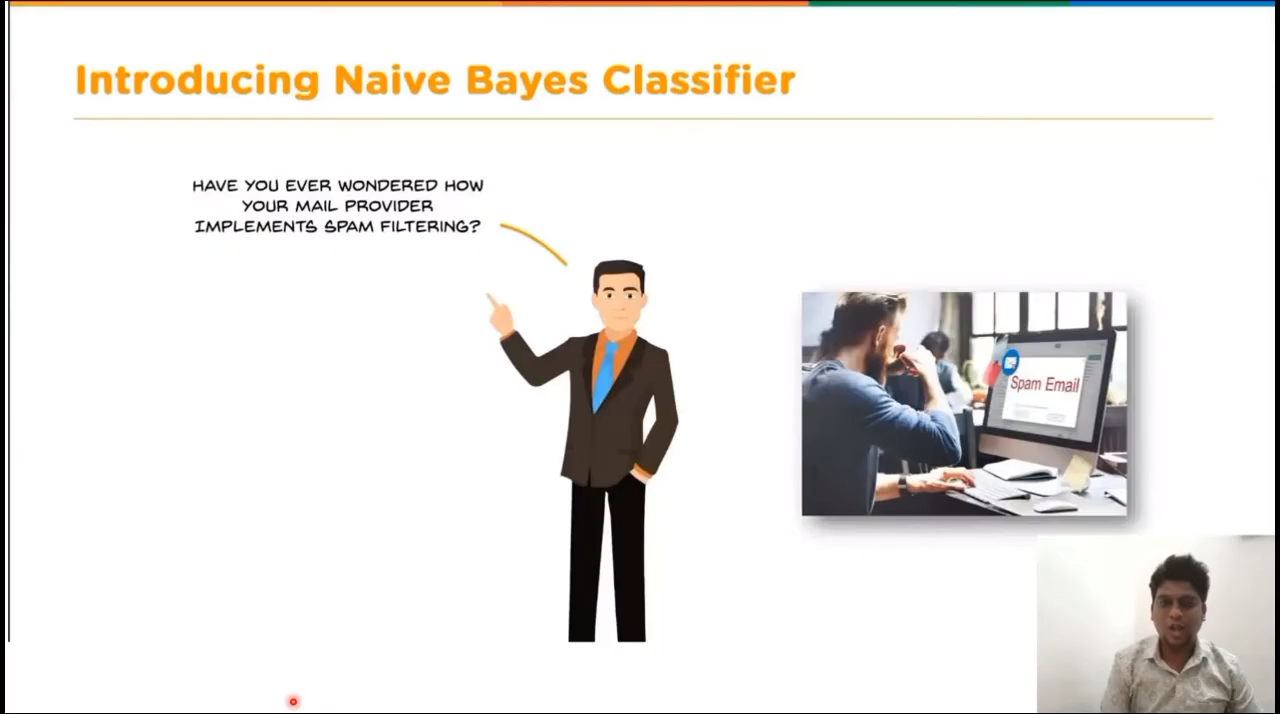 Introducing Naive Bayes Classifier
HAVE YOU EVER WONDERED HOW
YOUR MAIL PROVIDER
IMPLEMENTS SPAM FILTERING?
Spam Email